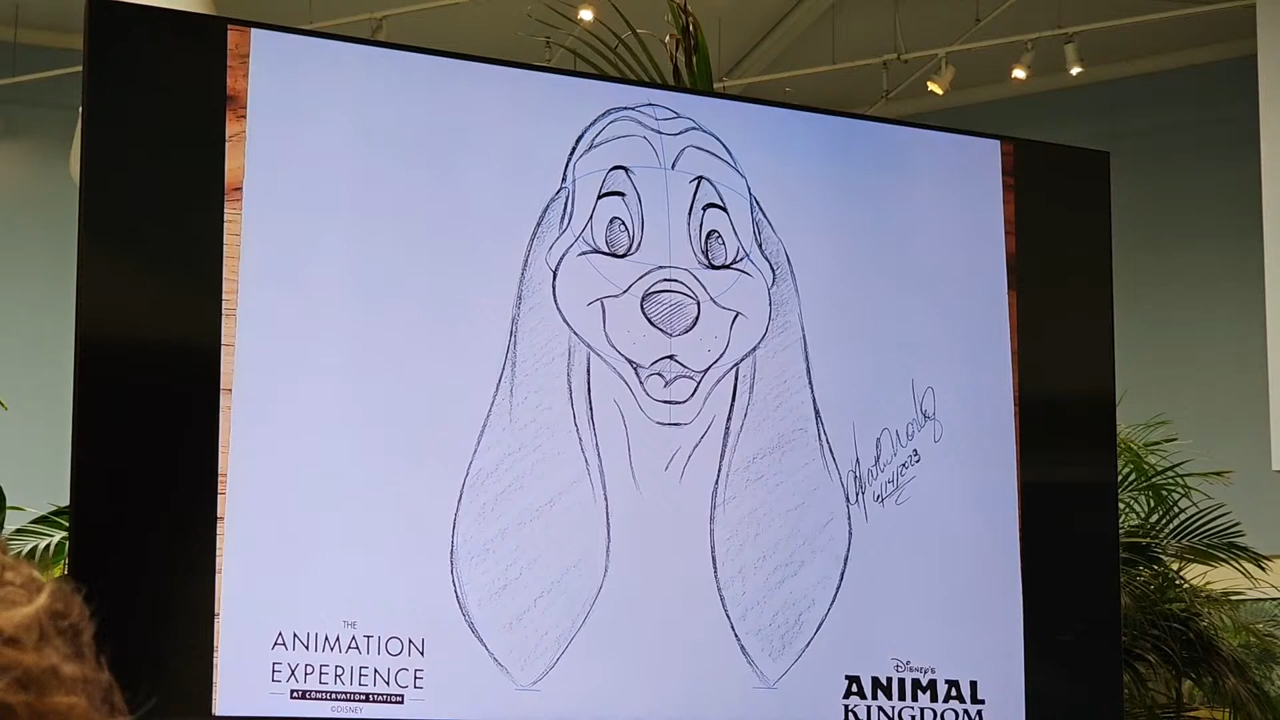 6/14/2023
THE
ANIMATION
EXPERIENCE
AT CONSERVATION STATION
©DISNEY
DISNEY'S
ANIMAL
KINGDOM